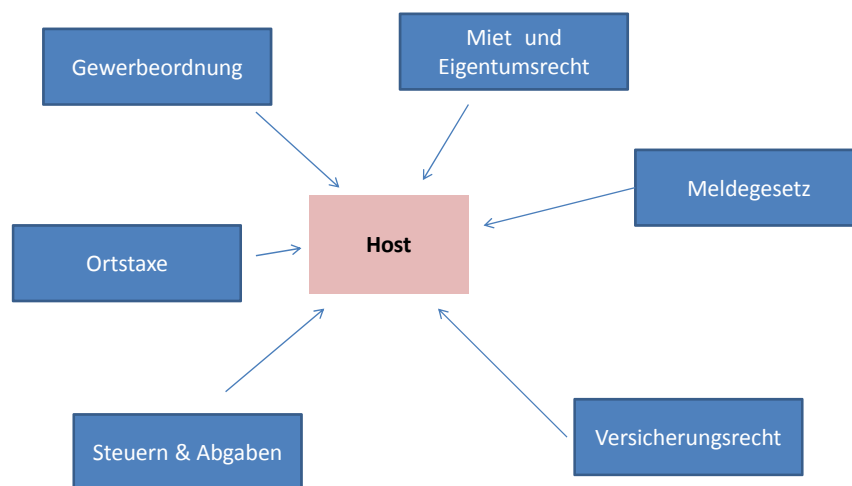 Gewerbeordnung
Miet und
Eigentumsrecht
Meldegesetz
Host
Ortstaxe
Steuern & Abgaben
Versicherungsrecht